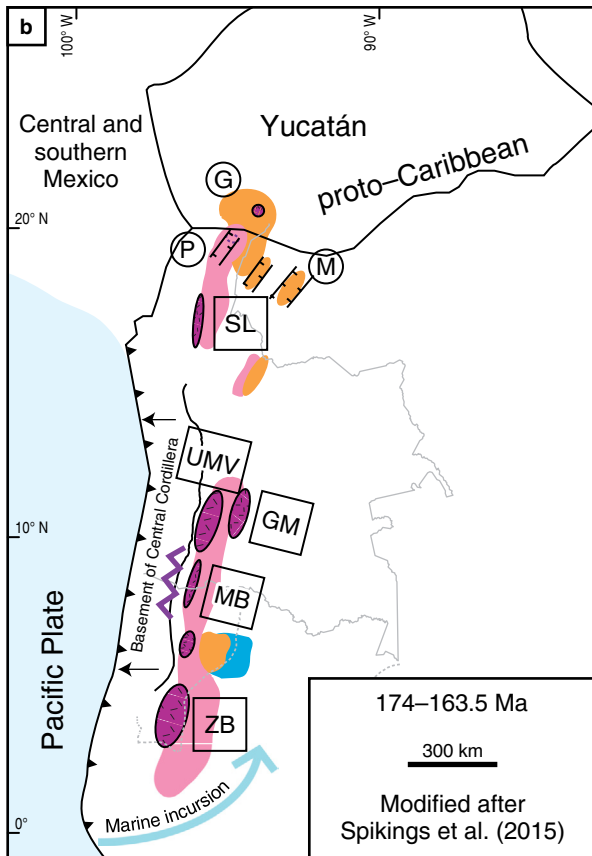 b
100° W
90° W
Central and
southern
Mexico
Yucatán
proto–Caribbean
G
20° N
P
M
SL
UMV
GM
10° N
Basement of Central Cordillera
MB
Pacific Plate
ZB
Marine incursion
0°
174–163.5 Ma
300 km
Modified after
Spikings et al. (2015)